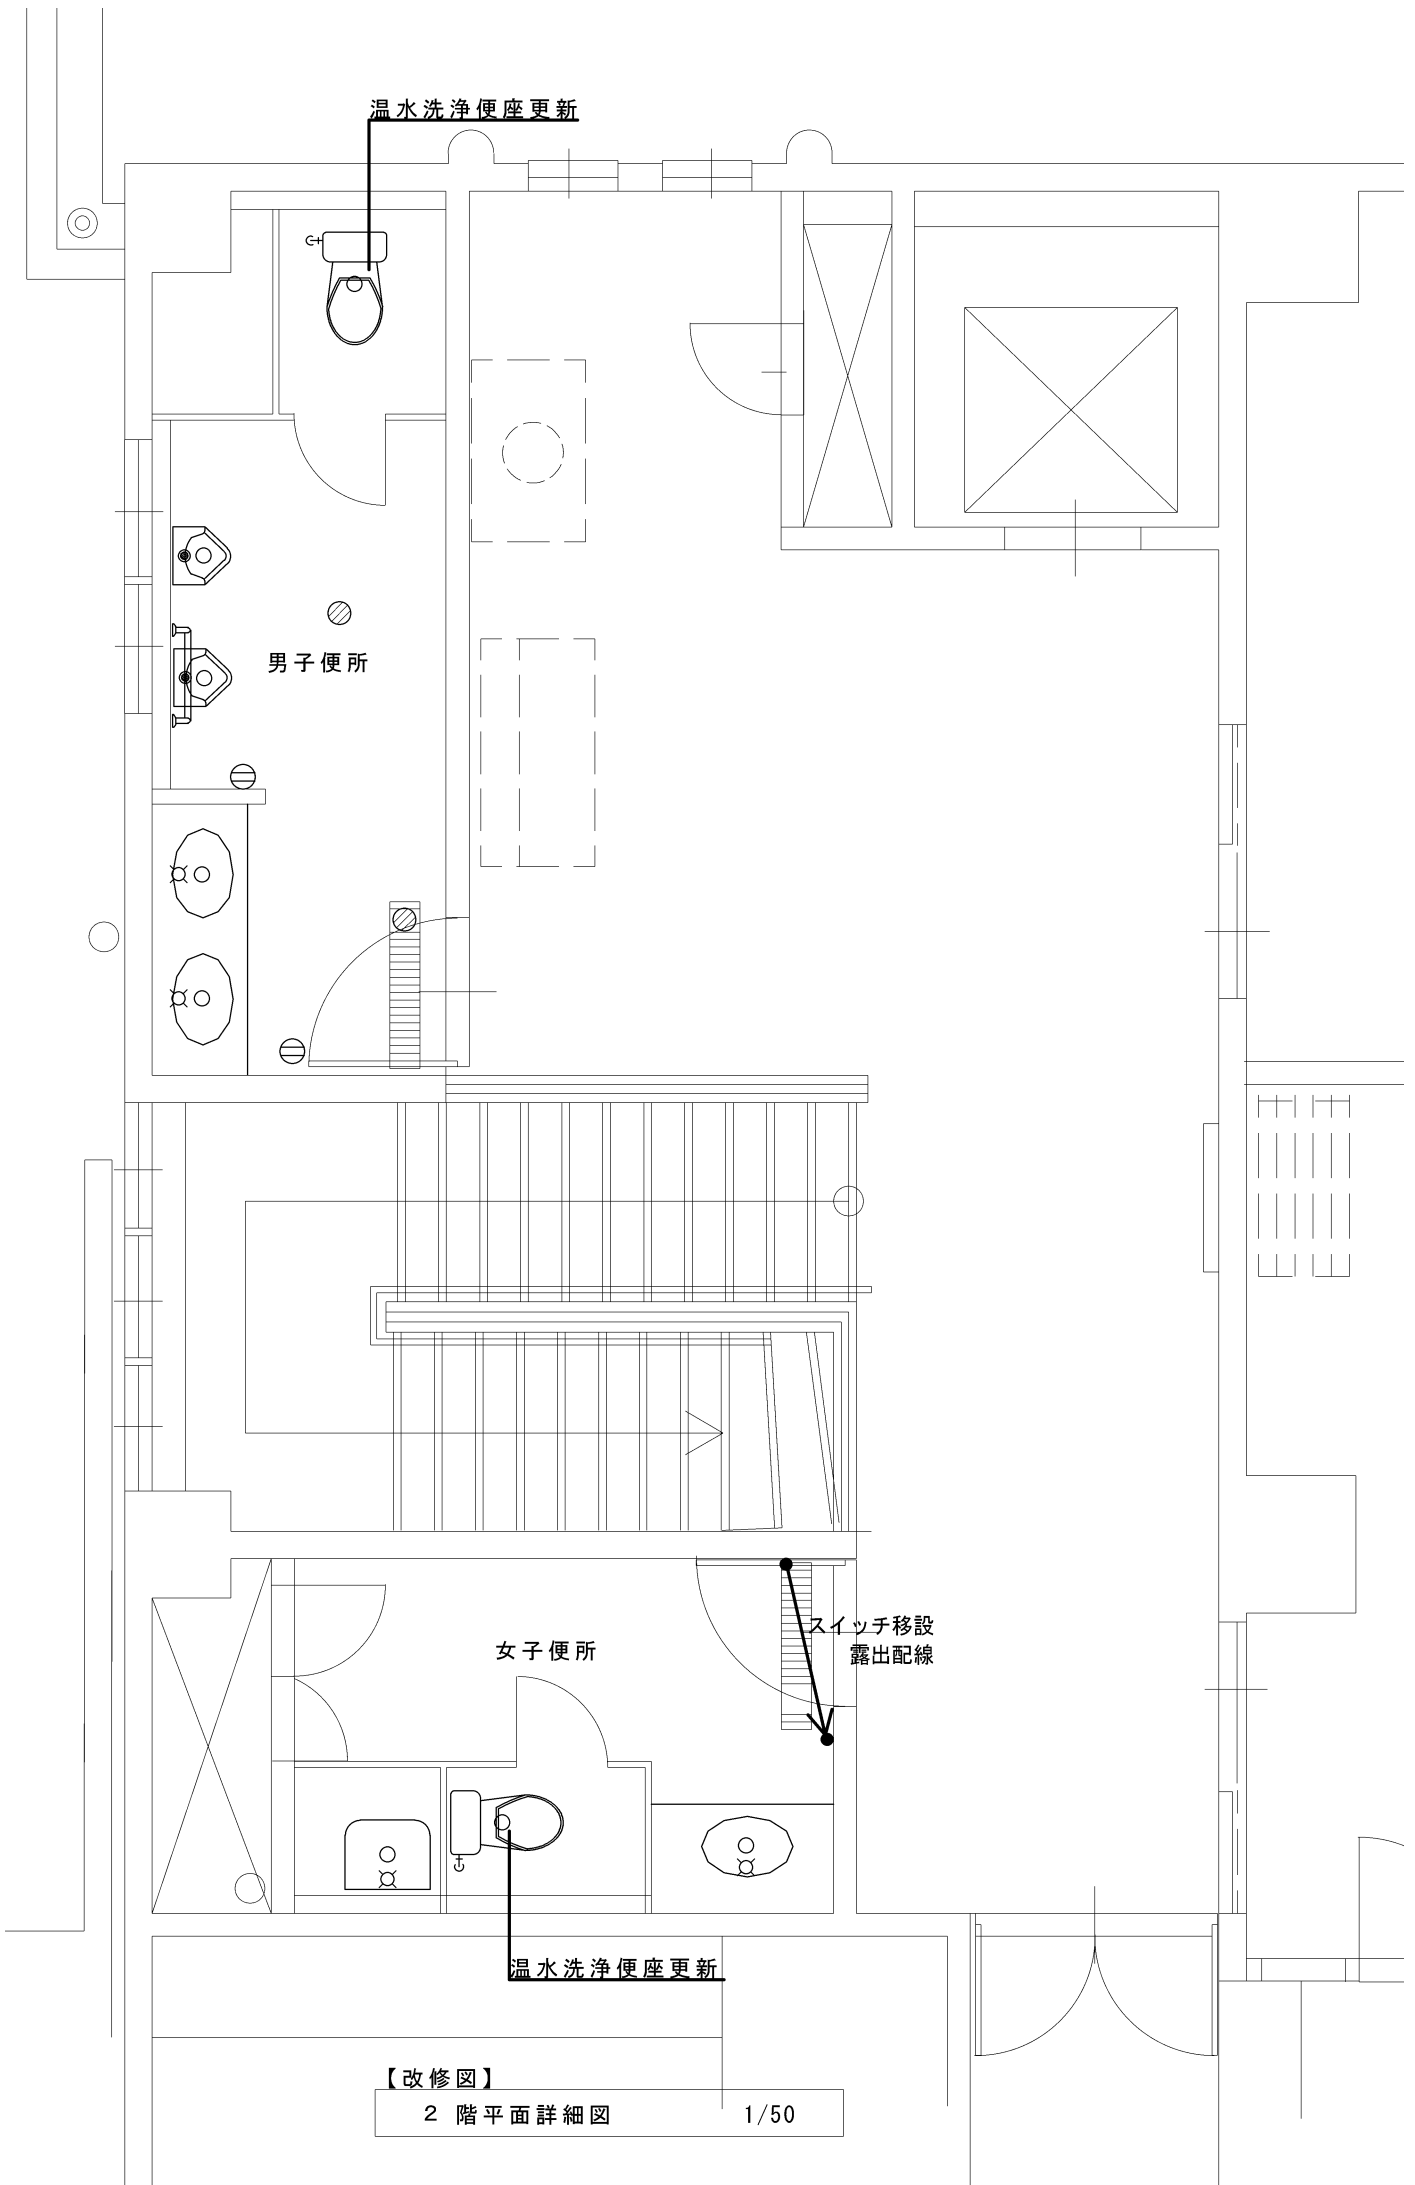 温水洗浄便座更新
男子便所
スイッチ移設
露出配線
女子便所
温水洗浄便座更新
【改修図】
２ 階平面詳細図 1/50